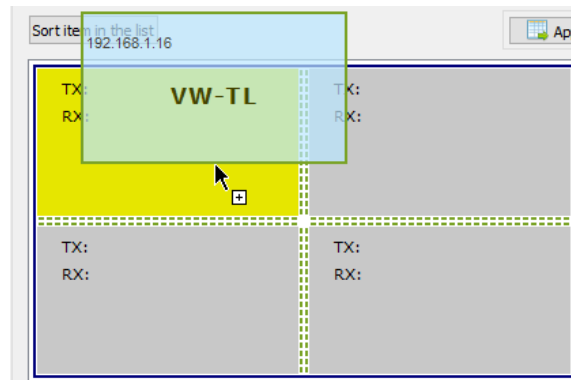 Sort item in the list
Ap
192.168.1.16
VW-TL
TX:
RX:
TX:
RX:
TX:
RX:
TX:
RX: